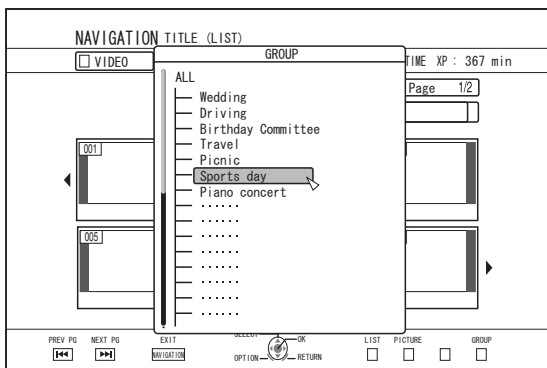 NAVIGATION TITLE (LIST)
VIDEO
GROUP
TIME XP : 367 min
Page 1/2
ALL
Wedding
Driving
Birthday Committee
Travel
Picnic
Sports day
Piano concert
......
......
......
......
......
......
......
......
001
005
PREV PG
NEXT PG
EXIT
NAVIGATION
SELECT
OK
OPTION
RETURN
LIST
PICTURE
GROUP